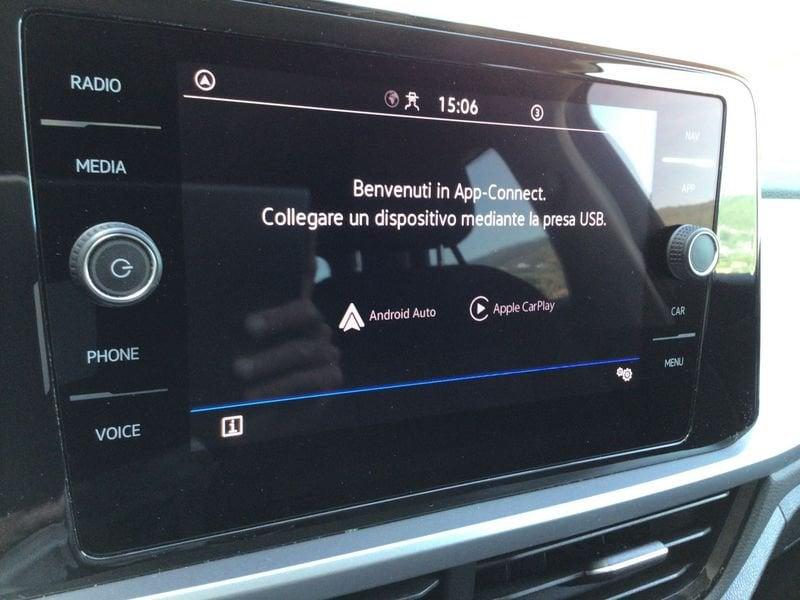 RADIO
MEDIA
PHONE
VOICE
15:06
3
Benvenuti in App-Connect.
Collegare un dispositivo mediante la presa USB.
Android Auto
Apple CarPlay
i
NAV
APP
CAR
MENU